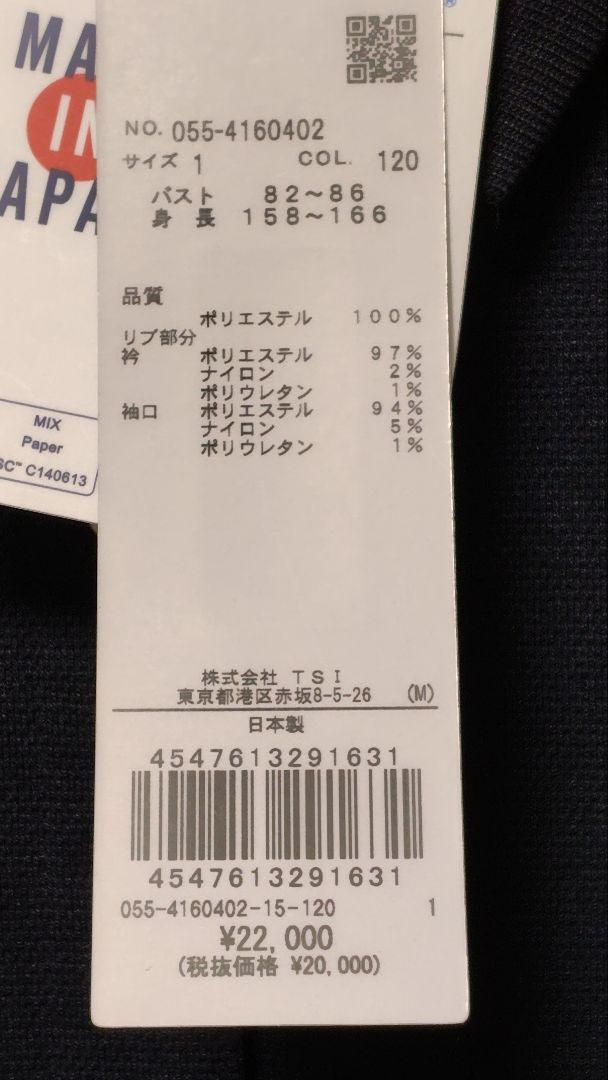 MA
IN
APA
MIX
Paper
SC™ C140613
NO. 055-4160402
サイズ 1 COL. 120
バスト 82～86
身 長 158～166
品質
ポリエステル 100%
リブ部分
衿 ポリエステル 97%
ナイロン 2%
ポリウレタン 1%
袖口 ポリエステル 94%
ナイロン 5%
ポリウレタン 1%
株式会社 TSI
東京都港区赤坂8-5-26 (M)
日本製
4547613291631
4547613291631
055-4160402-15-120 1
¥22,000
(税抜価格 ¥20,000)